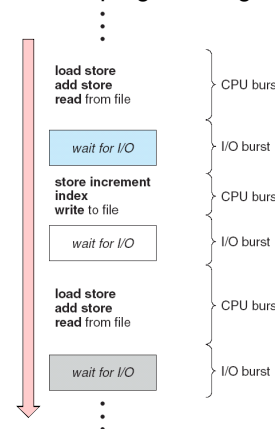 load store
add store
read from file
CPU burs
wait for I/O
I/O burst
store increment
index
write to file
CPU burs
wait for I/O
I/O burst
load store
add store
read from file
CPU burs
wait for I/O
I/O burst